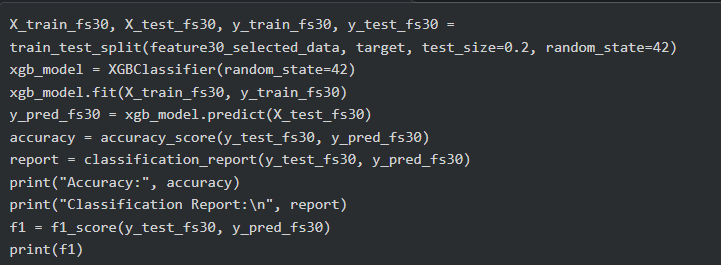 X_train_fs30, X_test_fs30, y_train_fs30, y_test_fs30 =
train_test_split(feature30_selected_data, target, test_size=0.2, random_state=42)
xgb_model = XGBClassifier(random_state=42)
xgb_model.fit(X_train_fs30, y_train_fs30)
y_pred_fs30 = xgb_model.predict(X_test_fs30)
accuracy = accuracy_score(y_test_fs30, y_pred_fs30)
report = classification_report(y_test_fs30, y_pred_fs30)
print("Accuracy:", accuracy)
print("Classification Report:\n", report)
f1 = f1_score(y_test_fs30, y_pred_fs30)
print(f1)